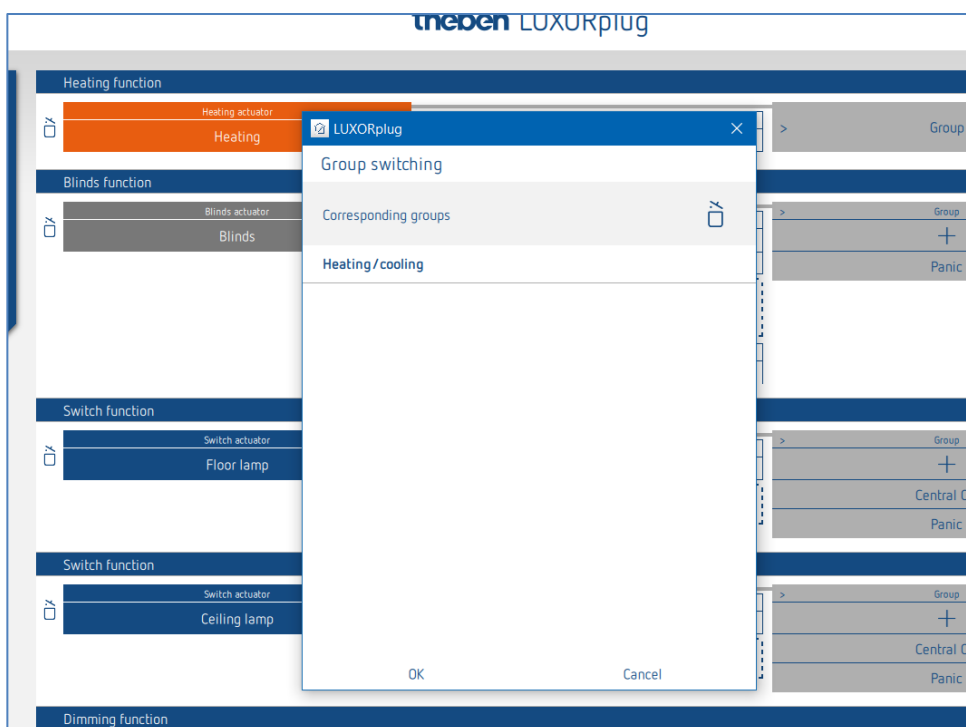 theben LUXORplug
Heating function
Heating actuator
Heating
> Group
Blinds function
Blinds actuator
Blinds
> Group
+
Panic
Switch function
Switch actuator
Floor lamp
> Group
+
Central
Panic
Switch function
Switch actuator
Ceiling lamp
> Group
+
Central
Panic
Dimming function
LUXORplug
Group switching
Corresponding groups
Heating/cooling
OK Cancel